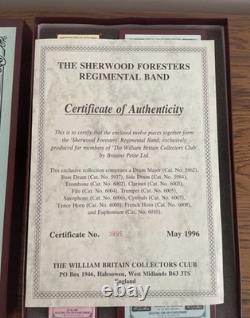 THE SHERWOOD FORESTERS
REGIMENTAL BAND
Certificate of Authenticity
This is to certify that the enclosed twelve pieces together form
the 'Sherwood Foresters' Regimental Band, exclusively
produced for members of 'The William Britain Collectors Club'
by Britains Petite Ltd.
This exclusive collection comprises a Drum Major (Cat. No. 5862),
Bass Drum (Cat. No. 5937), Side Drum (Cat. No. 5984),
Trombone (Cat. No. 6002), Clarinet (Cat. No. 6003),
Fife (Cat. No. 6004), Trumpet (Cat. No. 6005),
Saxophone (Cat. No. 6006), Cymbals (Cat. No. 6007),
Tenor Horn (Cat. No. 6008), French Horn (Cat. No. 6009),
and Euphonium (Cat. No. 6010).
Certificate No.
May 1996
THE WILLIAM BRITAIN COLLECTORS CLUB
PO Box 1946, Halesowen, West Midlands B63 3TS
England